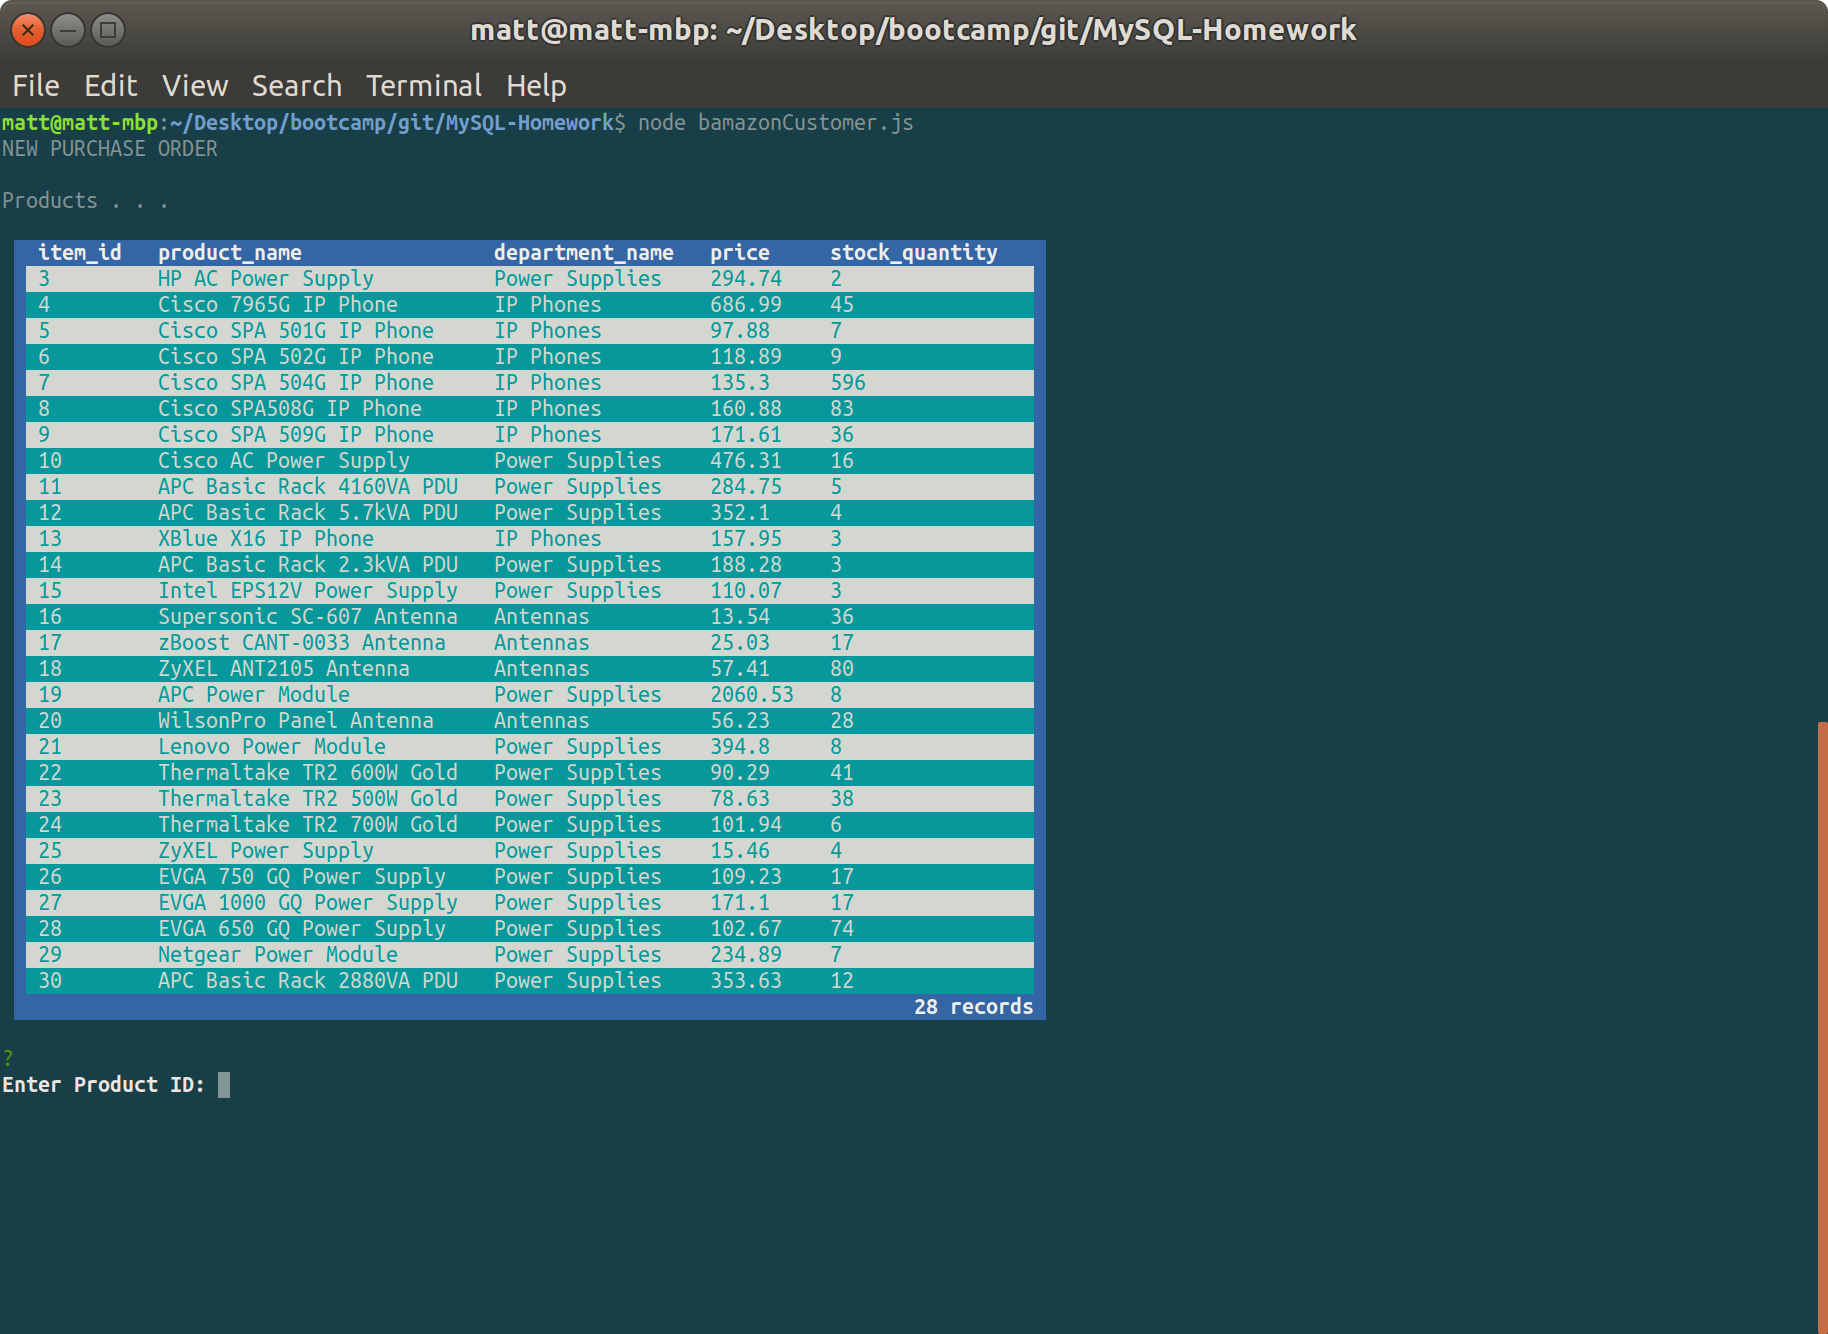 matt@matt-mbp: ~/Desktop/bootcamp/git/MySQL-Homework
File Edit View Search Terminal Help
matt@matt-mbp:~/Desktop/bootcamp/git/MySQL-Homework$ node bamazonCustomer.js
NEW PURCHASE ORDER
Products . . .
item_id product_name department_name price stock_quantity
3 HP AC Power Supply Power Supplies 294.74 2
4 Cisco 7965G IP Phone IP Phones 686.99 45
5 Cisco SPA 501G IP Phone IP Phones 97.88 7
6 Cisco SPA 502G IP Phone IP Phones 118.89 9
7 Cisco SPA 504G IP Phone IP Phones 135.3 596
8 Cisco SPA508G IP Phone IP Phones 160.88 83
9 Cisco SPA 509G IP Phone IP Phones 171.61 36
10 Cisco AC Power Supply Power Supplies 476.31 16
11 APC Basic Rack 4160VA PDU Power Supplies 284.75 5
12 APC Basic Rack 5.7kVA PDU Power Supplies 352.1 4
13 XBlue X16 IP Phone IP Phones 157.95 3
14 APC Basic Rack 2.3kVA PDU Power Supplies 188.28 3
15 Intel EPS12V Power Supply Power Supplies 110.07 3
16 Supersonic SC-607 Antenna Antennas 13.54 36
17 zBoost CANT-0033 Antenna Antennas 25.03 17
18 ZyXEL ANT2105 Antenna Antennas 57.41 80
19 APC Power Module Power Supplies 2060.53 8
20 WilsonPro Panel Antenna Antennas 56.23 28
21 Lenovo Power Module Power Supplies 394.8 8
22 Thermaltake TR2 600W Gold Power Supplies 90.29 41
23 Thermaltake TR2 500W Gold Power Supplies 78.63 38
24 Thermaltake TR2 700W Gold Power Supplies 101.94 6
25 ZyXEL Power Supply Power Supplies 15.46 4
26 EVGA 750 GQ Power Supply Power Supplies 109.23 17
27 EVGA 1000 GQ Power Supply Power Supplies 171.1 17
28 EVGA 650 GQ Power Supply Power Supplies 102.67 74
29 Netgear Power Module Power Supplies 234.89 7
30 APC Basic Rack 2880VA PDU Power Supplies 353.63 12
28 records
?
Enter Product ID: